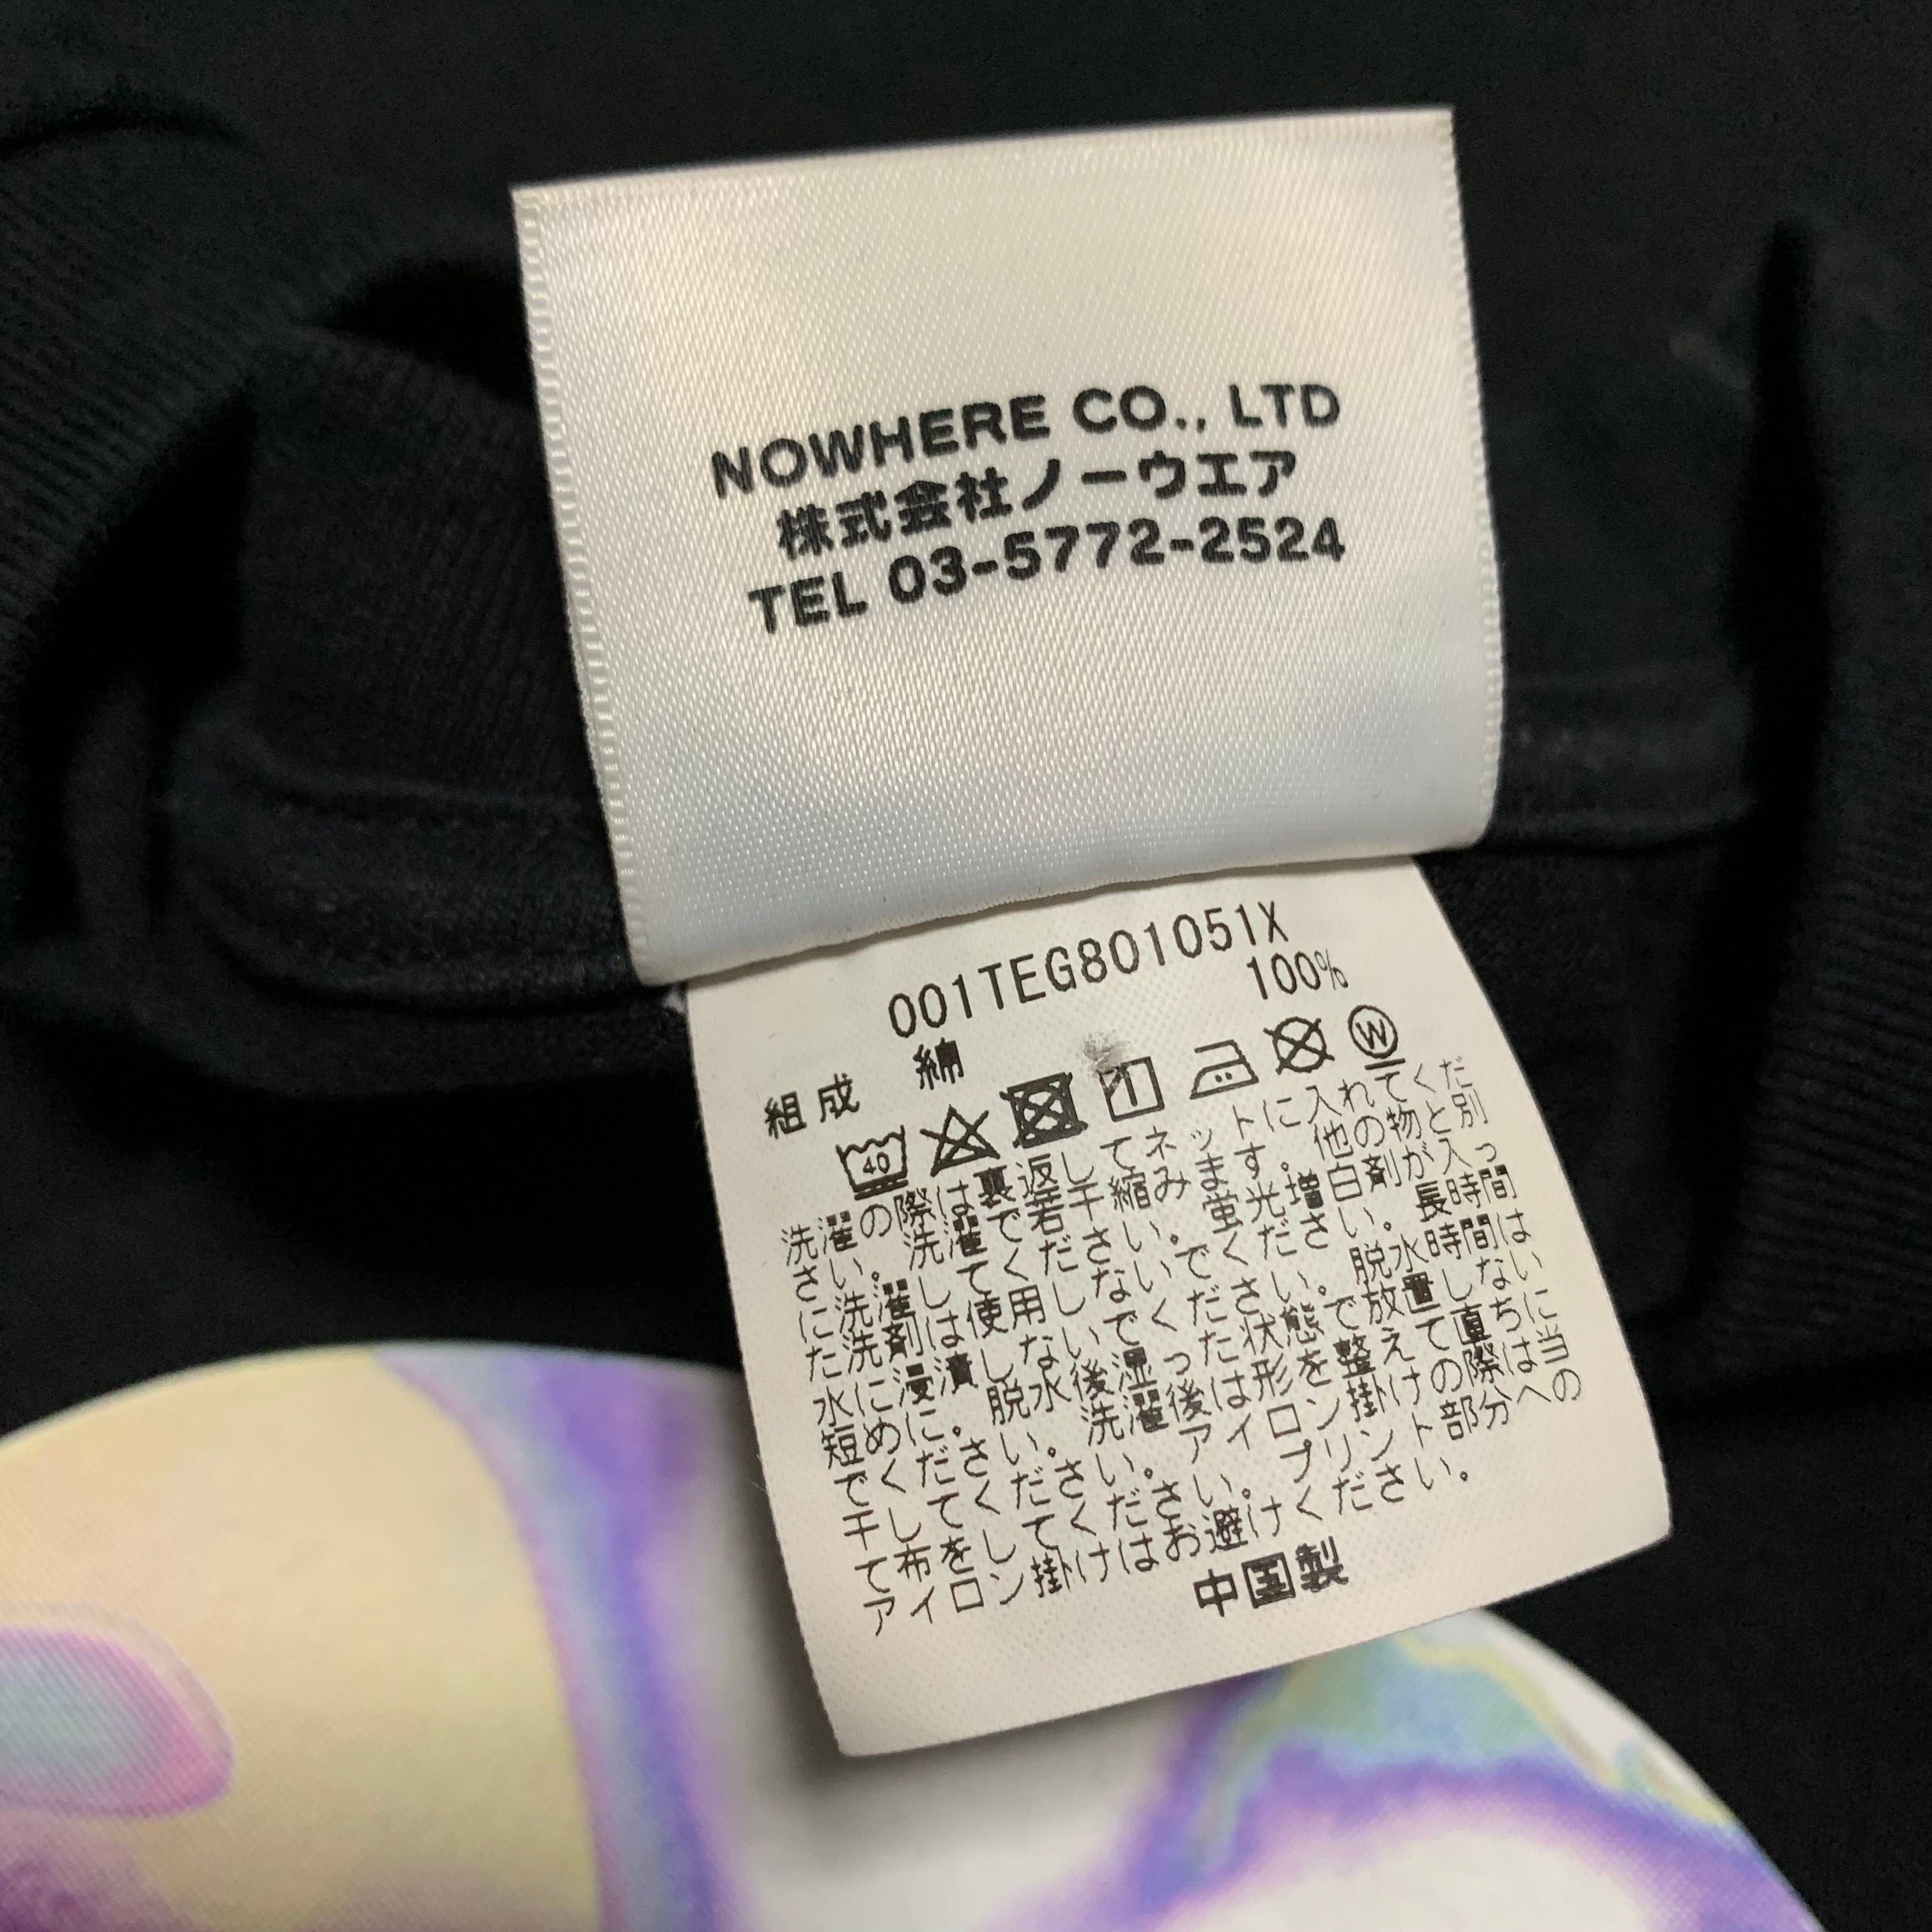 NOWHERE CO., LTD
株式会社ノーウエア
TEL 03-5772-2524
001TEG801051X
組成 綿 100%
40 W
洗濯の際は裏返してネットに入れてくだ
さい。洗濯で若干縮みます。他の物と別
に洗濯してください。蛍光増白剤が入っ
た洗剤は使用しないでください。長時間
水に浸漬しないでください。脱水時間は
短めに。脱水後湿った状態で放置しない
でください。洗濯後は形を整えて直ちに
干してください。アイロン掛けの際は当
て布をしてください。プリント部分への
アイロン掛けはお避けください。
中国製